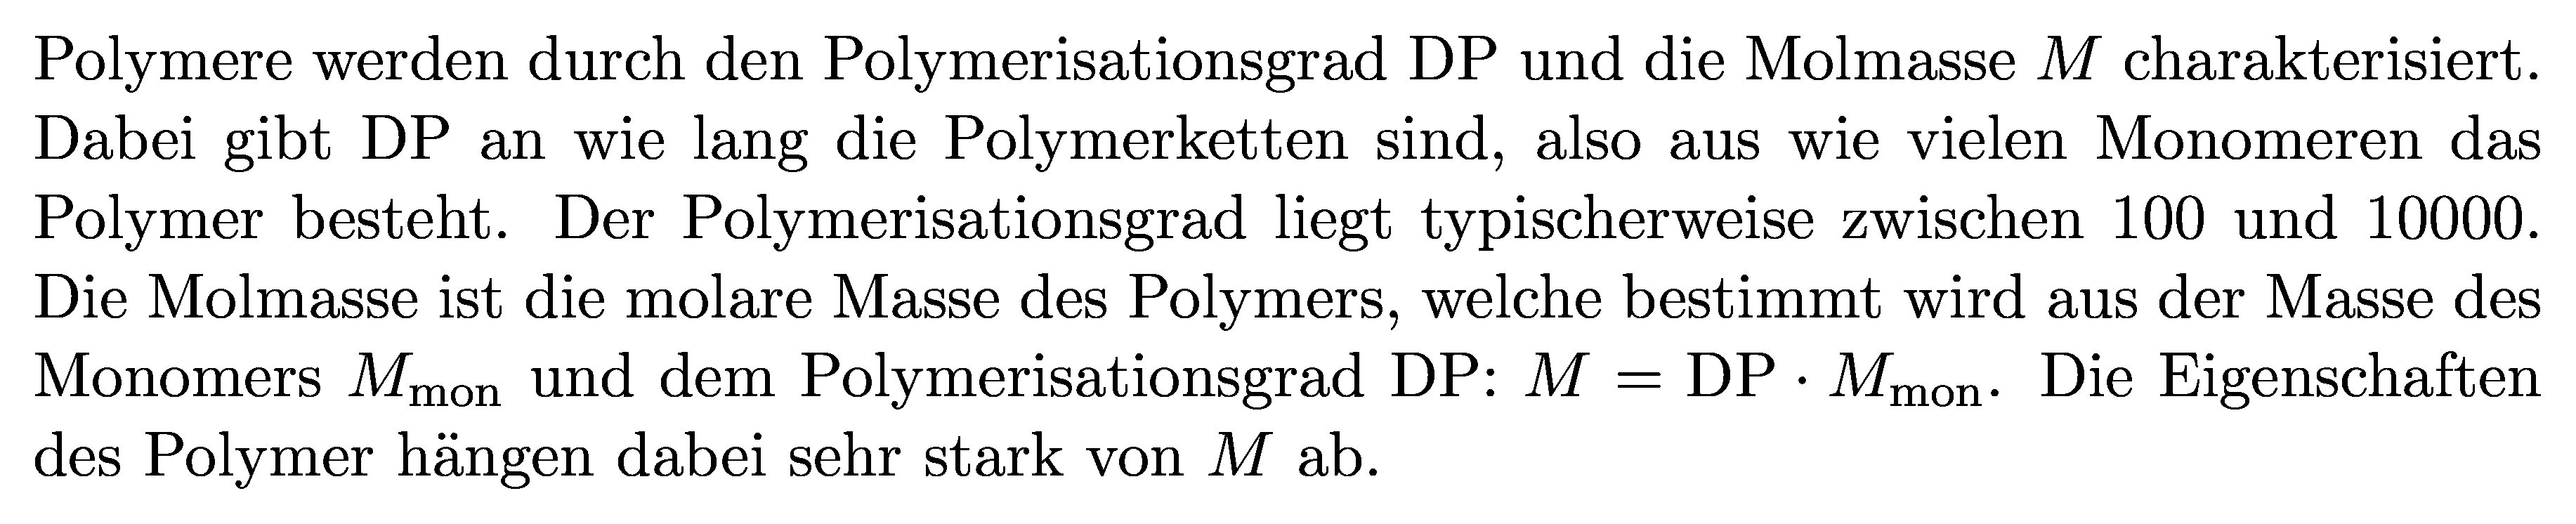 Polymere werden durch den Polymerisationsgrad DP und die Molmasse M charakterisiert.
Dabei gibt DP an wie lang die Polymerketten sind, also aus wie vielen Monomeren das
Polymer besteht. Der Polymerisationsgrad liegt typischerweise zwischen 100 und 10000.
Die Molmasse ist die molare Masse des Polymers, welche bestimmt wird aus der Masse des
Monomers M_mon und dem Polymerisationsgrad DP: M = DP · M_mon. Die Eigenschaften
des Polymer hängen dabei sehr stark von M ab.